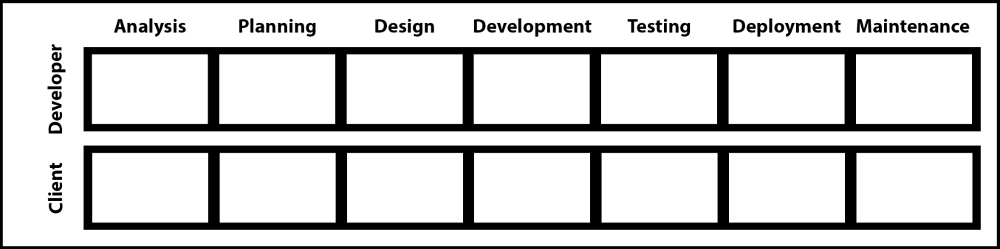 Analysis Planning Design Development Testing Deployment Maintenance
Developer
Client